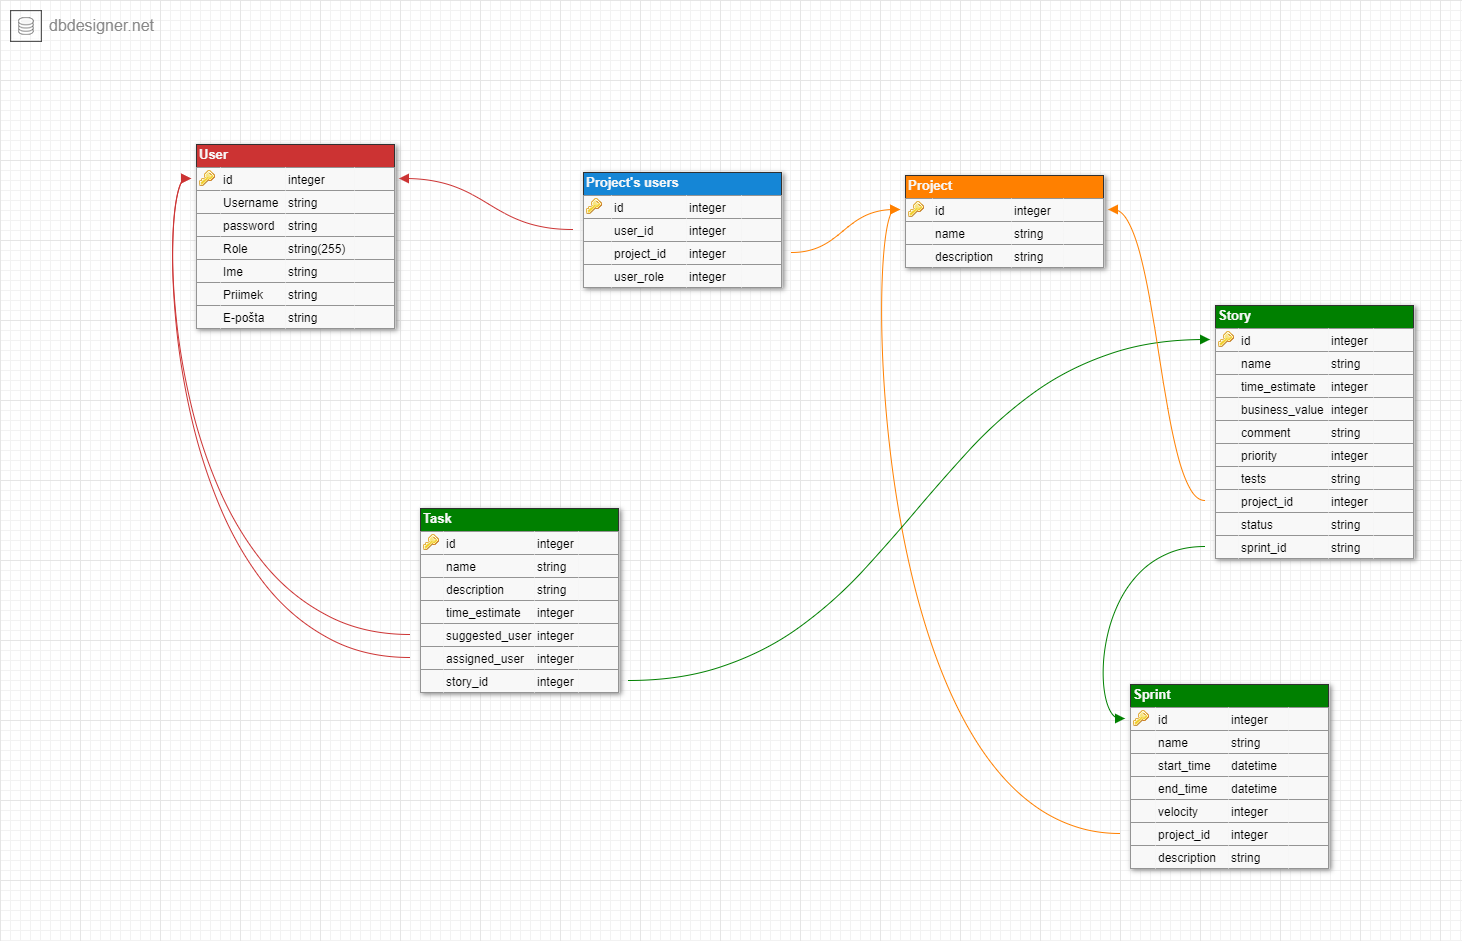 dbdesigner.net
User
id integer
Username string
password string
Role string(255)
Ime string
Priimek string
E-pošta string
Project's users
id integer
user_id integer
project_id integer
user_role integer
Project
id integer
name string
description string
Story
id integer
name string
time_estimate integer
business_value integer
comment string
priority integer
tests string
project_id integer
status string
sprint_id string
Task
id integer
name string
description string
time_estimate integer
suggested_user integer
assigned_user integer
story_id integer
Sprint
id integer
name string
start_time datetime
end_time datetime
velocity integer
project_id integer
description string